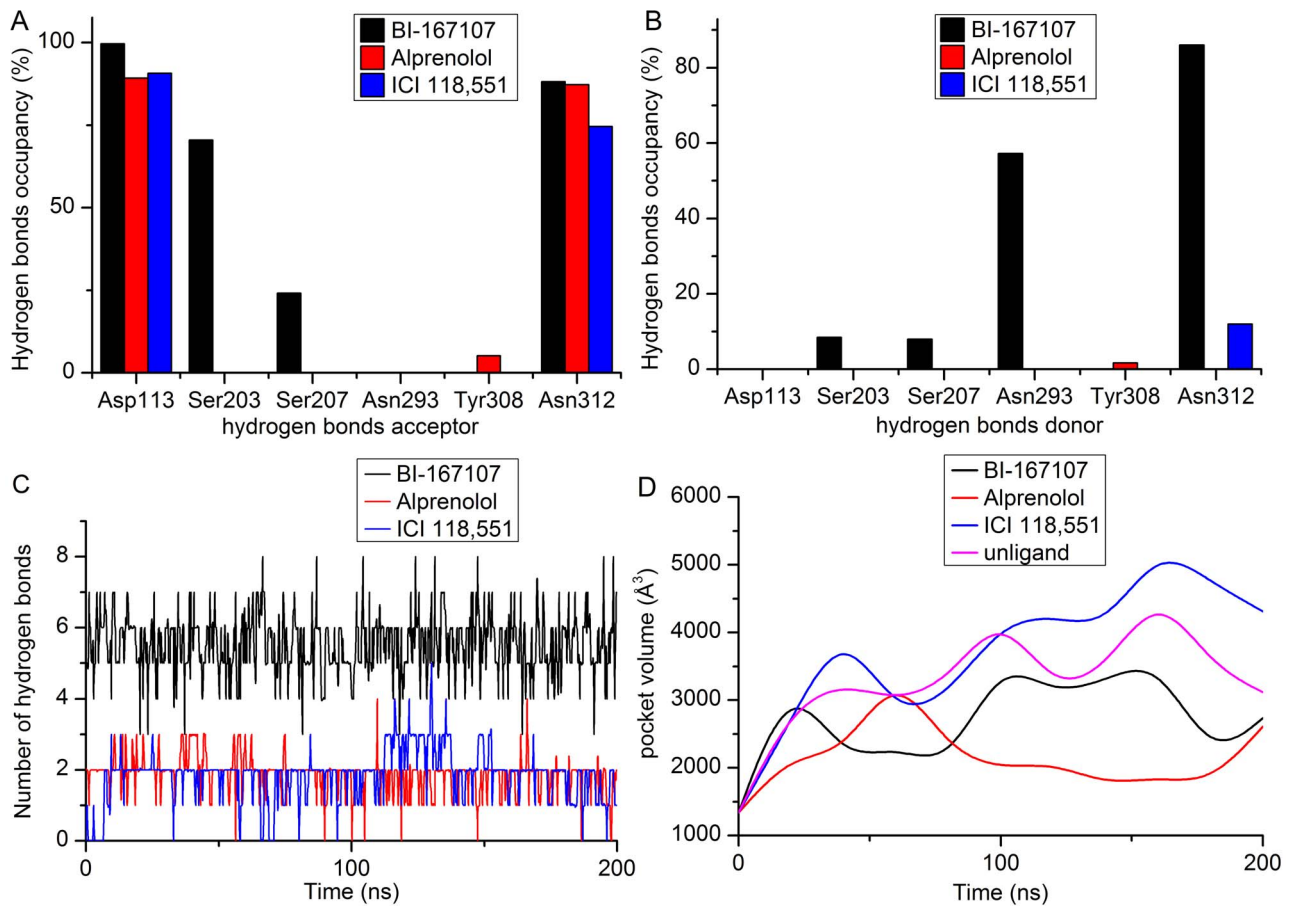 A
BI-167107
Alprenolol
ICI 118,551
Hydrogen bonds occupancy (%)
100
50
0
Asp113 Ser203 Ser207 Asn293 Tyr308 Asn312
hydrogen bonds acceptor
B
BI-167107
Alprenolol
ICI 118,551
Hydrogen bonds occupancy (%)
80
60
40
20
0
Asp113 Ser203 Ser207 Asn293 Tyr308 Asn312
hydrogen bonds donor
C
BI-167107
Alprenolol
ICI 118,551
Number of hydrogen bonds
8
6
4
2
0
0 100 200
Time (ns)
D
BI-167107
Alprenolol
ICI 118,551
unligand
pocket volume (Å³)
6000
5000
4000
3000
2000
1000
0 100 200
Time (ns)